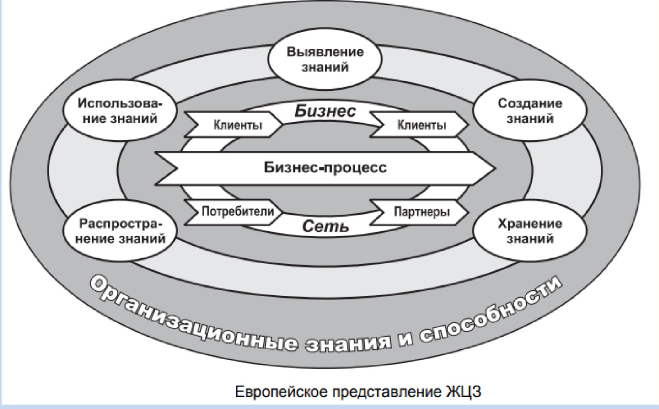 Выявление
знаний
Использова-
ние знаний
Создание
знаний
Бизнес
Клиенты
Клиенты
Бизнес-процесс
Потребители
Партнеры
Сеть
Распростра-
нение знаний
Хранение
знаний
Организационные знания и способности
Европейское представление ЖЦЗ